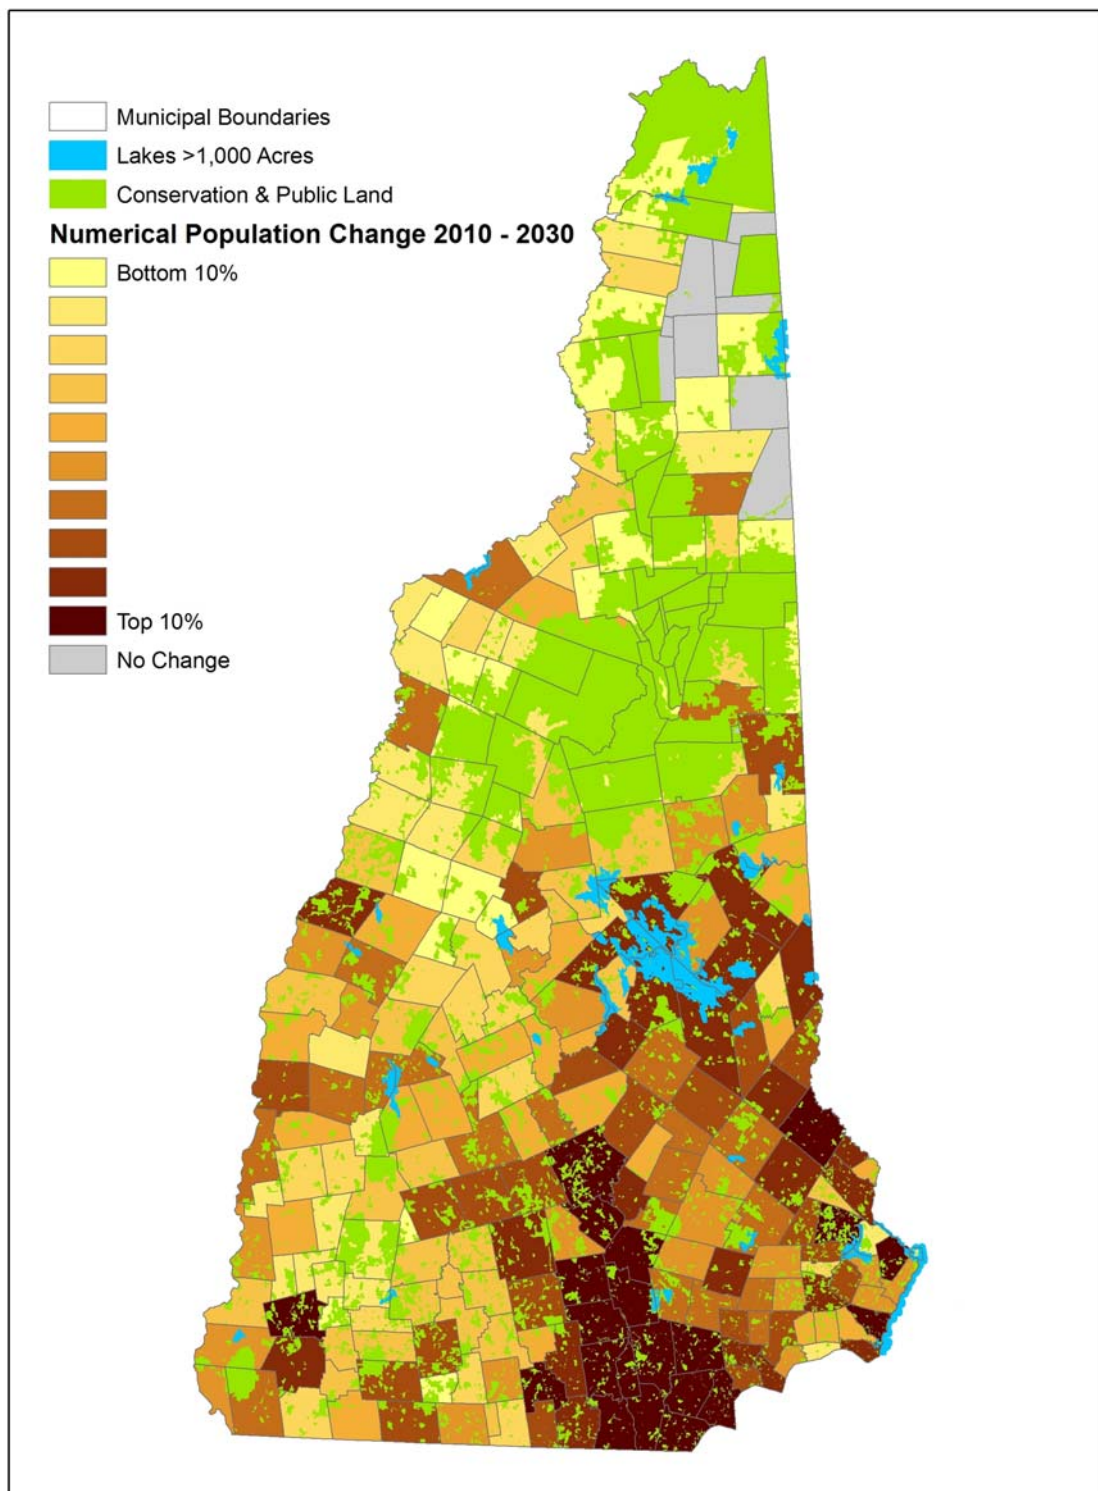 Municipal Boundaries
Lakes >1,000 Acres
Conservation & Public Land
Numerical Population Change 2010 - 2030
Bottom 10%
Top 10%
No Change